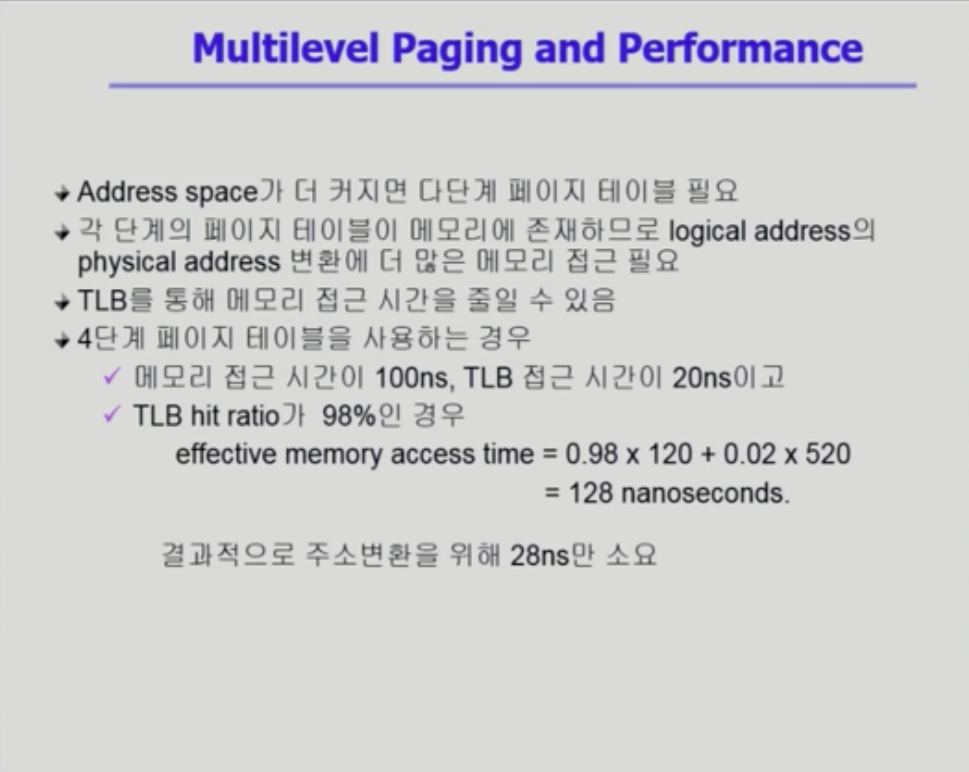 Multilevel Paging and Performance
Address space가 더 커지면 다단계 페이지 테이블 필요
각 단계의 페이지 테이블이 메모리에 존재하므로 logical address의
physical address 변환에 더 많은 메모리 접근 필요
TLB를 통해 메모리 접근 시간을 줄일 수 있음
4단계 페이지 테이블을 사용하는 경우
✓ 메모리 접근 시간이 100ns, TLB 접근 시간이 20ns이고
✓ TLB hit ratio가 98%인 경우
effective memory access time = 0.98 x 120 + 0.02 x 520
= 128 nanoseconds.
결과적으로 주소변환을 위해 28ns만 소요